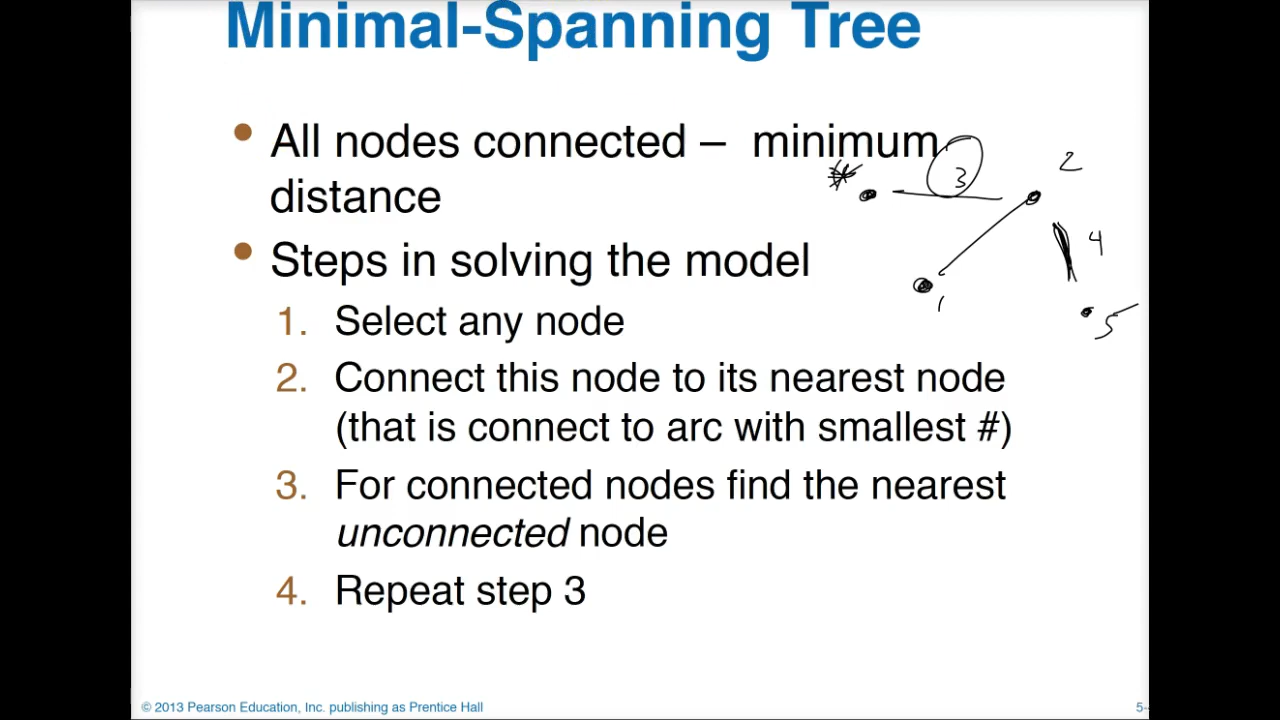 Minimal-Spanning Tree
• All nodes connected – minimum
distance
3
2
• Steps in solving the model
4
1
5
1. Select any node
2. Connect this node to its nearest node
(that is connect to arc with smallest #)
3. For connected nodes find the nearest
unconnected node
4. Repeat step 3
© 2013 Pearson Education, Inc. publishing as Prentice Hall
5-